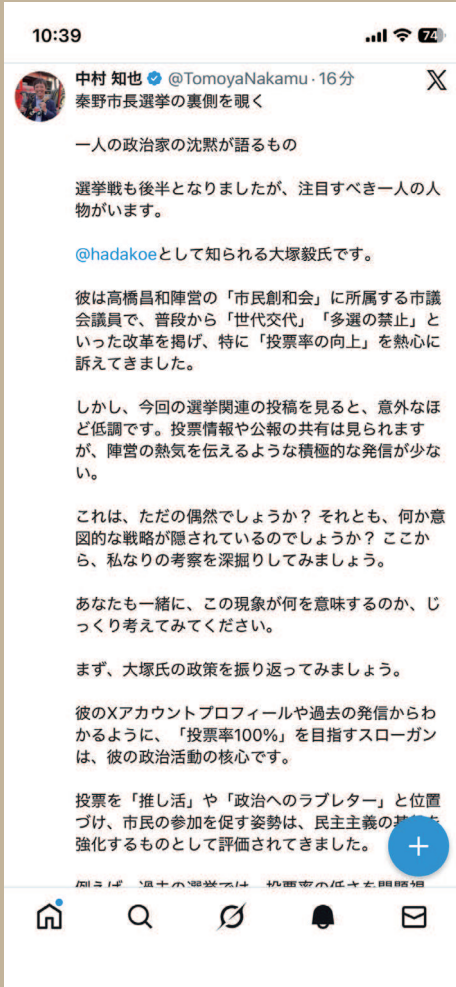 10:39
74
中村 知也 @TomoyaNakamu · 16分
秦野市長選挙の裏側を覗く
一人の政治家の沈黙が語るもの
選挙戦も後半となりましたが、注目すべき一人の人
物がいます。
@hadakoeとして知られる大塚毅氏です。
彼は高橋昌和陣営の「市民創和会」に所属する市議
会議員で、普段から「世代交代」「多選の禁止」と
いった改革を掲げ、特に「投票率の向上」を熱心に
訴えてきました。
しかし、今回の選挙関連の投稿を見ると、意外なほ
ど低調です。投票情報や公報の共有は見られます
が、陣営の熱気を伝えるような積極的な発信が少な
い。
これは、ただの偶然でしょうか？ それとも、何か意
図的な戦略が隠されているのでしょうか？ ここか
ら、私なりの考察を深掘りしてみましょう。
あなたも一緒に、この現象が何を意味するのか、じ
っくり考えてみてください。
まず、大塚氏の政策を振り返ってみましょう。
彼のXアカウントプロフィールや過去の発信からわ
かるように、「投票率100%」を目指すスローガン
は、彼の政治活動の核心です。
投票を「推し活」や「政治へのラブレター」と位置
づけ、市民の参加を促す姿勢は、民主主義の基
強化するものとして評価されてきました。
例えば、過去の選挙では、投票率の低さを問題視